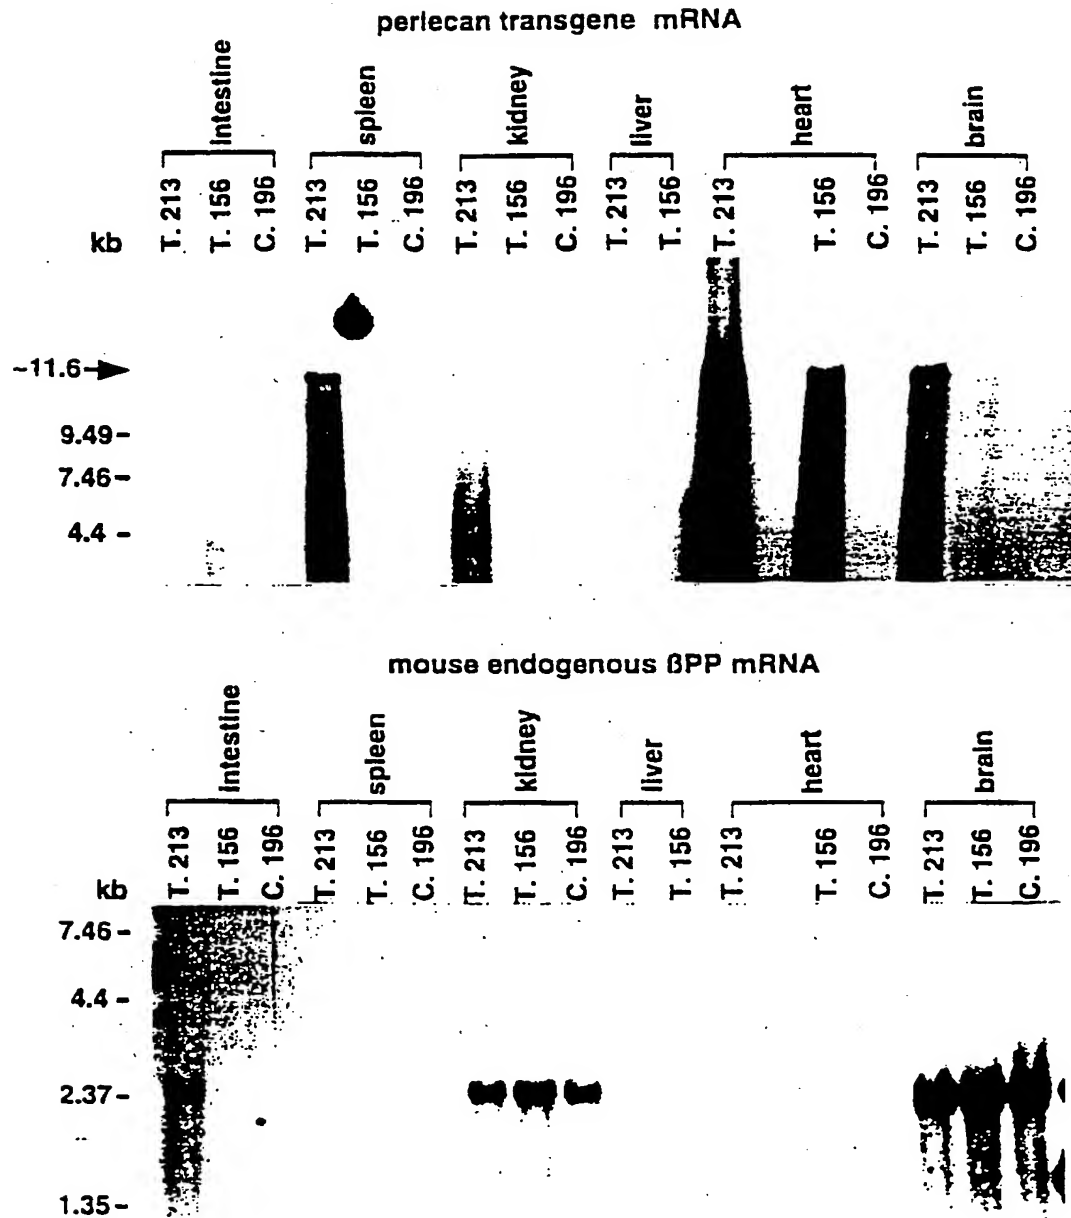 perlecan transgene mRNA
intestine
spleen
kidney
liver
heart
brain
kb
T. 213
T. 156
C. 196
T. 213
T. 156
C. 196
T. 213
T. 156
C. 196
T. 213
T. 156
T. 213
T. 156
C. 196
T. 213
T. 156
C. 196
~11.6
9.49-
7.46-
4.4 -
mouse endogenous ßPP mRNA
intestine
spleen
kidney
liver
heart
brain
kb
T. 213
T. 156
C. 196
T. 213
T. 156
C. 196
T. 213
T. 156
C. 196
T. 213
T. 156
T. 213
T. 156
C. 196
T. 213
T. 156
C. 196
7.46-
4.4 -
2.37-
1.35-